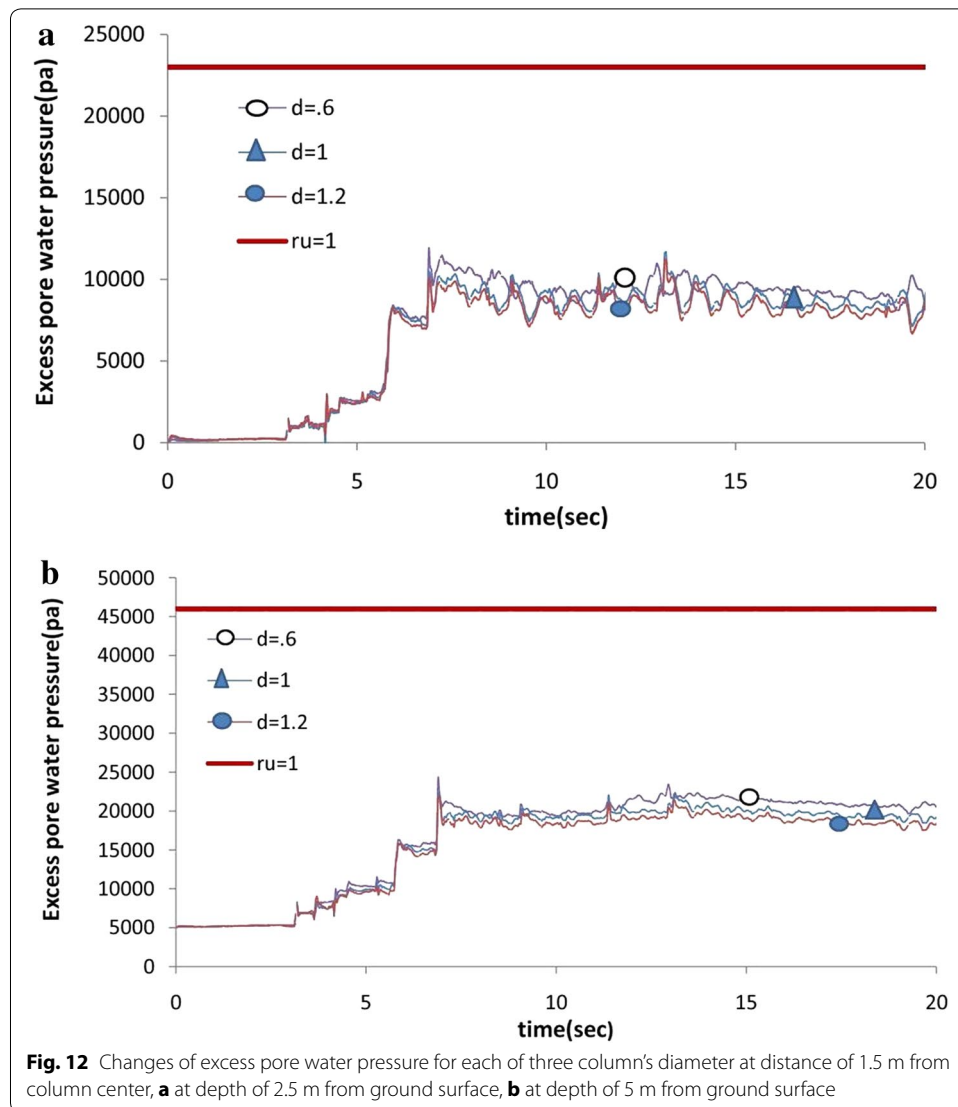 a
25000
20000
15000
10000
5000
0
Excess pore water pressure(pa)
d=.6
d=1
d=1.2
ru=1
0 5 10 15 20
time(sec)
b
50000
45000
40000
35000
30000
25000
20000
15000
10000
5000
0
Excess pore water pressure(pa)
d=.6
d=1
d=1.2
ru=1
0 5 10 15 20
time(sec)
Fig. 12 Changes of excess pore water pressure for each of three column's diameter at distance of 1.5 m from
column center, a at depth of 2.5 m from ground surface, b at depth of 5 m from ground surface